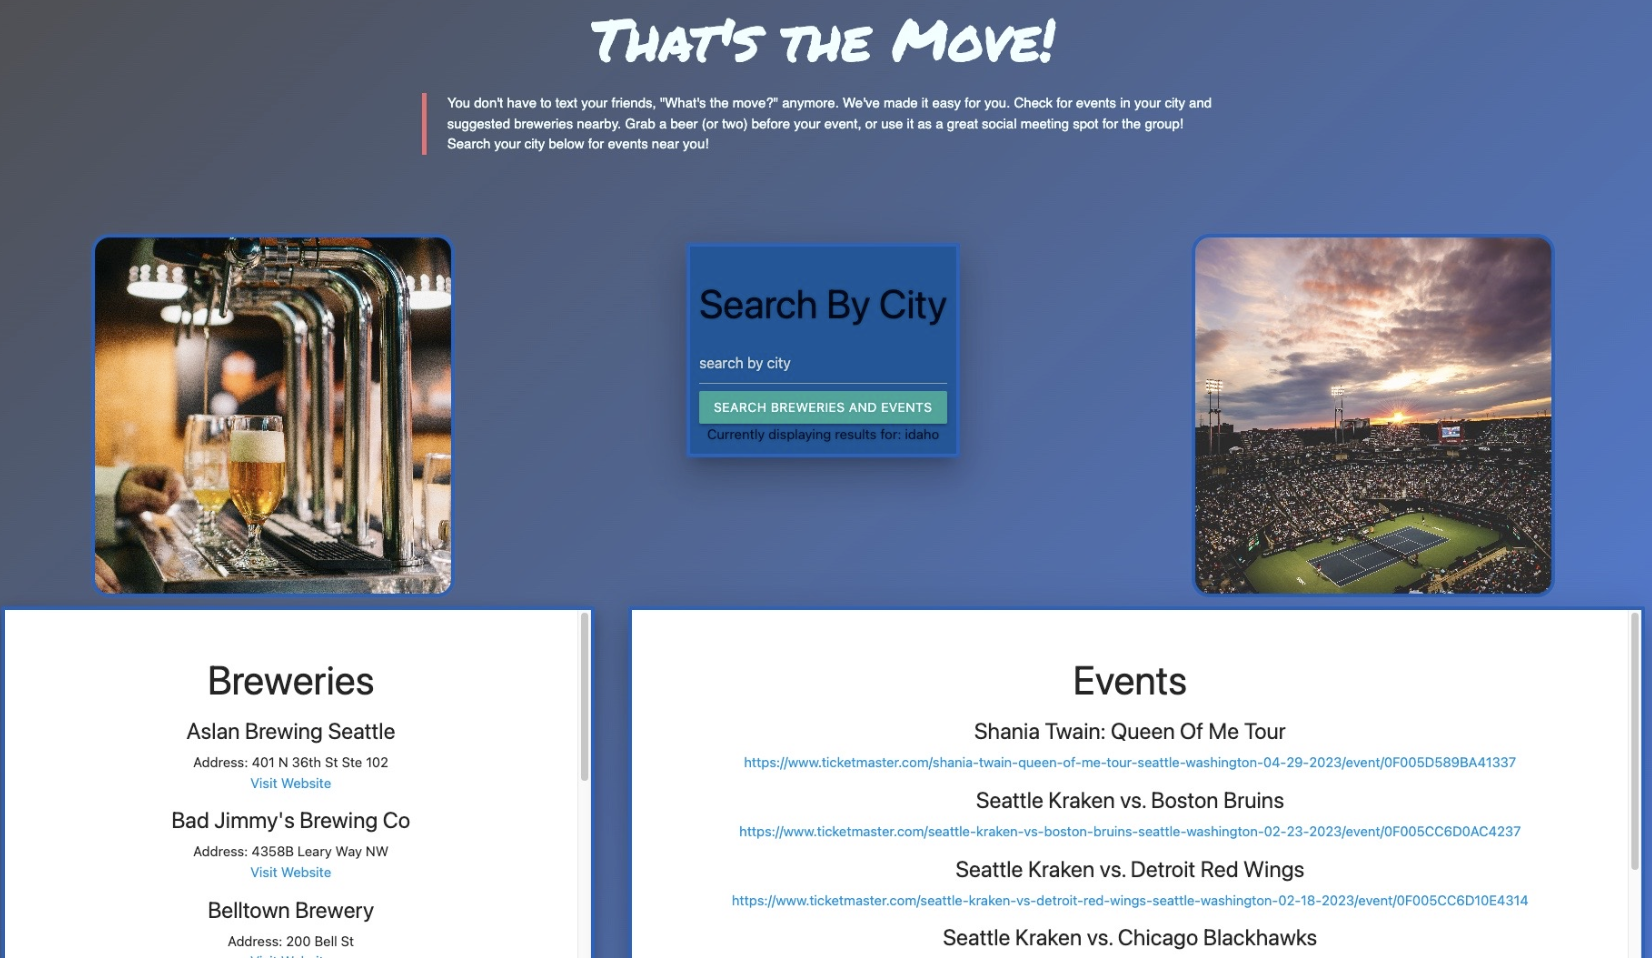 THAT'S THE MOVE!
You don't have to text your friends, "What's the move?" anymore. We've made it easy for you. Check for events in your city and
suggested breweries nearby. Grab a beer (or two) before your event, or use it as a great social meeting spot for the group!
Search your city below for events near you!
Search By City
search by city
SEARCH BREWERIES AND EVENTS
Currently displaying results for: idaho
Breweries
Aslan Brewing Seattle
Address: 401 N 36th St Ste 102
Visit Website
Bad Jimmy's Brewing Co
Address: 4358B Leary Way NW
Visit Website
Belltown Brewery
Address: 200 Bell St
Visit Website
Events
Shania Twain: Queen Of Me Tour
https://www.ticketmaster.com/shania-twain-queen-of-me-tour-seattle-washington-04-29-2023/event/0F005D589BA41337
Seattle Kraken vs. Boston Bruins
https://www.ticketmaster.com/seattle-kraken-vs-boston-bruins-seattle-washington-02-23-2023/event/0F005CC6D0AC4237
Seattle Kraken vs. Detroit Red Wings
https://www.ticketmaster.com/seattle-kraken-vs-detroit-red-wings-seattle-washington-02-18-2023/event/0F005CC6D10E4314
Seattle Kraken vs. Chicago Blackhawks